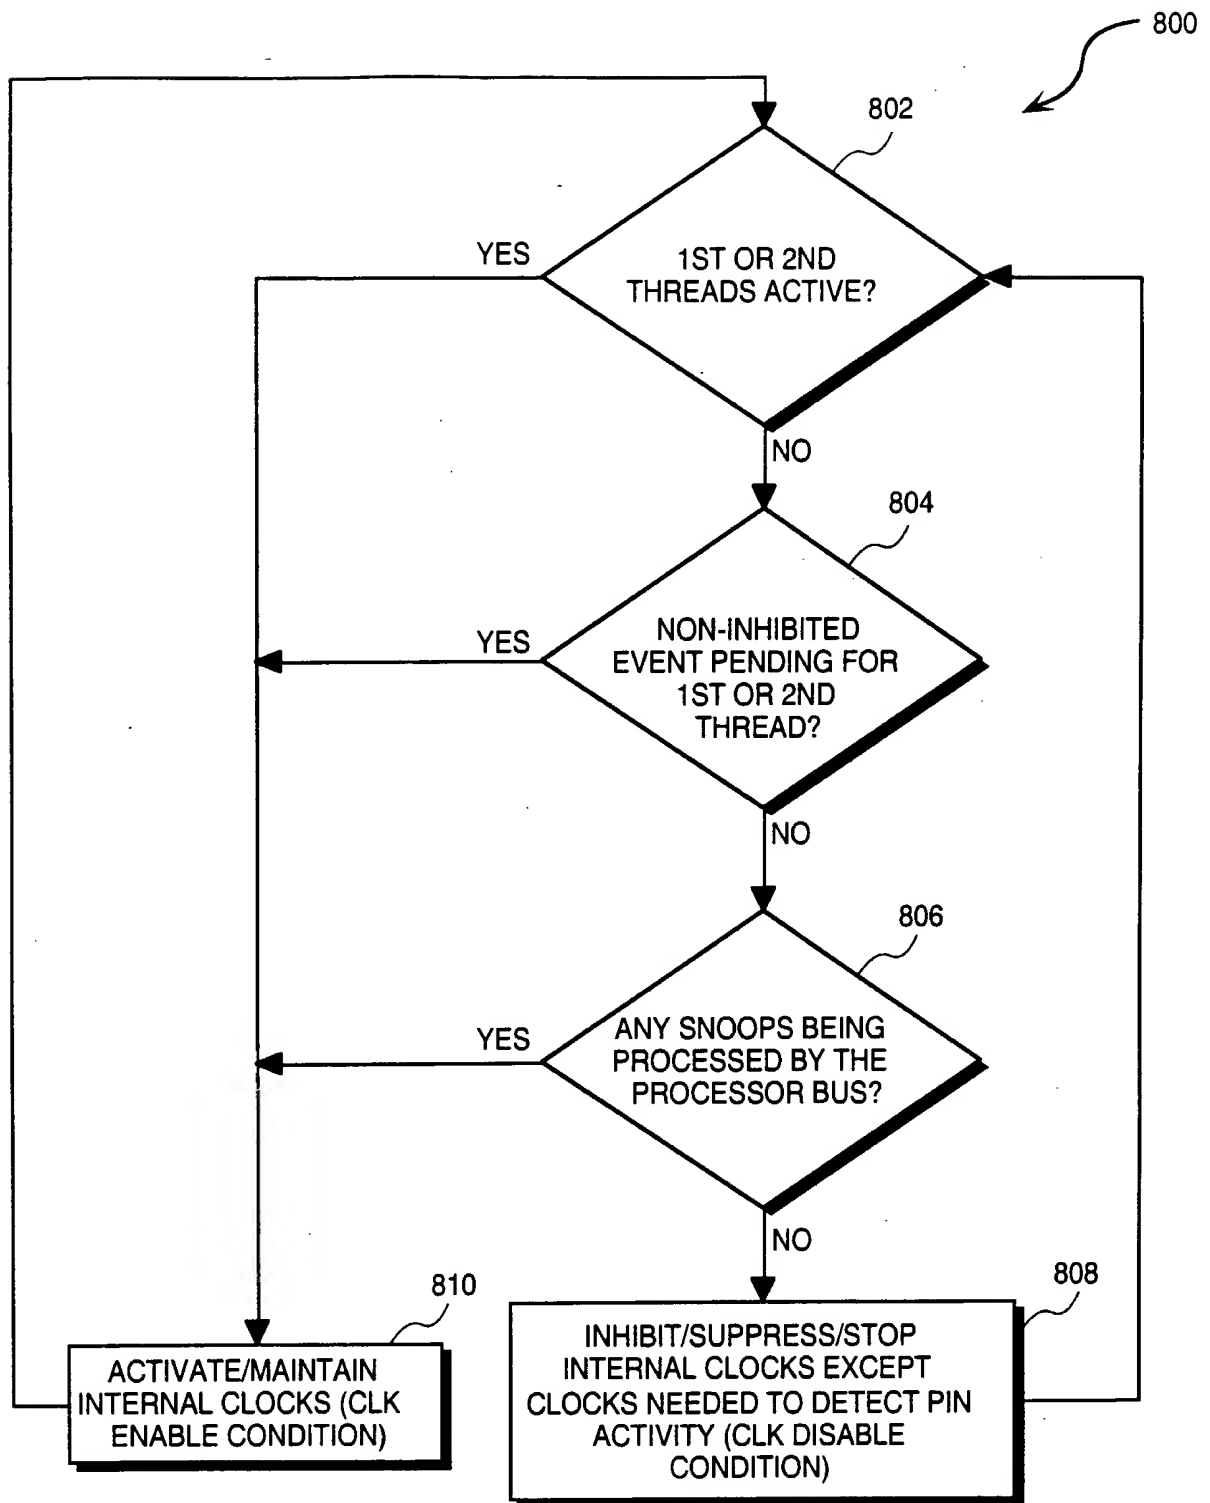 800
802
YES
1ST OR 2ND
THREADS ACTIVE?
NO
804
YES
NON-INHIBITED
EVENT PENDING FOR
1ST OR 2ND
THREAD?
NO
806
YES
ANY SNOOPS BEING
PROCESSED BY THE
PROCESSOR BUS?
NO
810
ACTIVATE/MAINTAIN
INTERNAL CLOCKS (CLK
ENABLE CONDITION)
808
INHIBIT/SUPPRESS/STOP
INTERNAL CLOCKS EXCEPT
CLOCKS NEEDED TO DETECT PIN
ACTIVITY (CLK DISABLE
CONDITION)